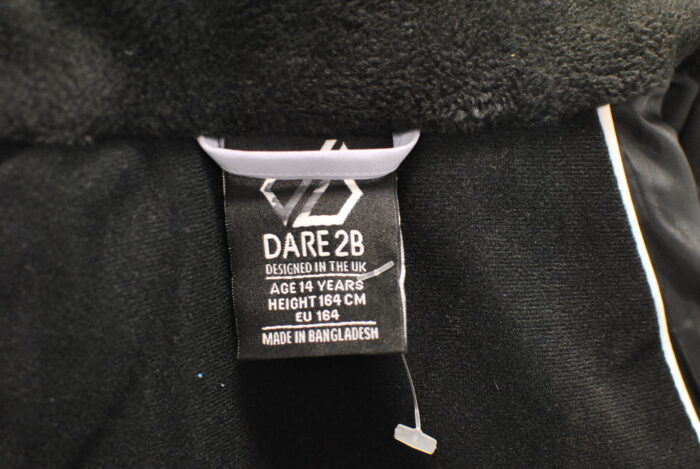 DARE 2B
DESIGNED IN THE UK
AGE 14 YEARS
HEIGHT 164 CM
EU 164
MADE IN BANGLADESH